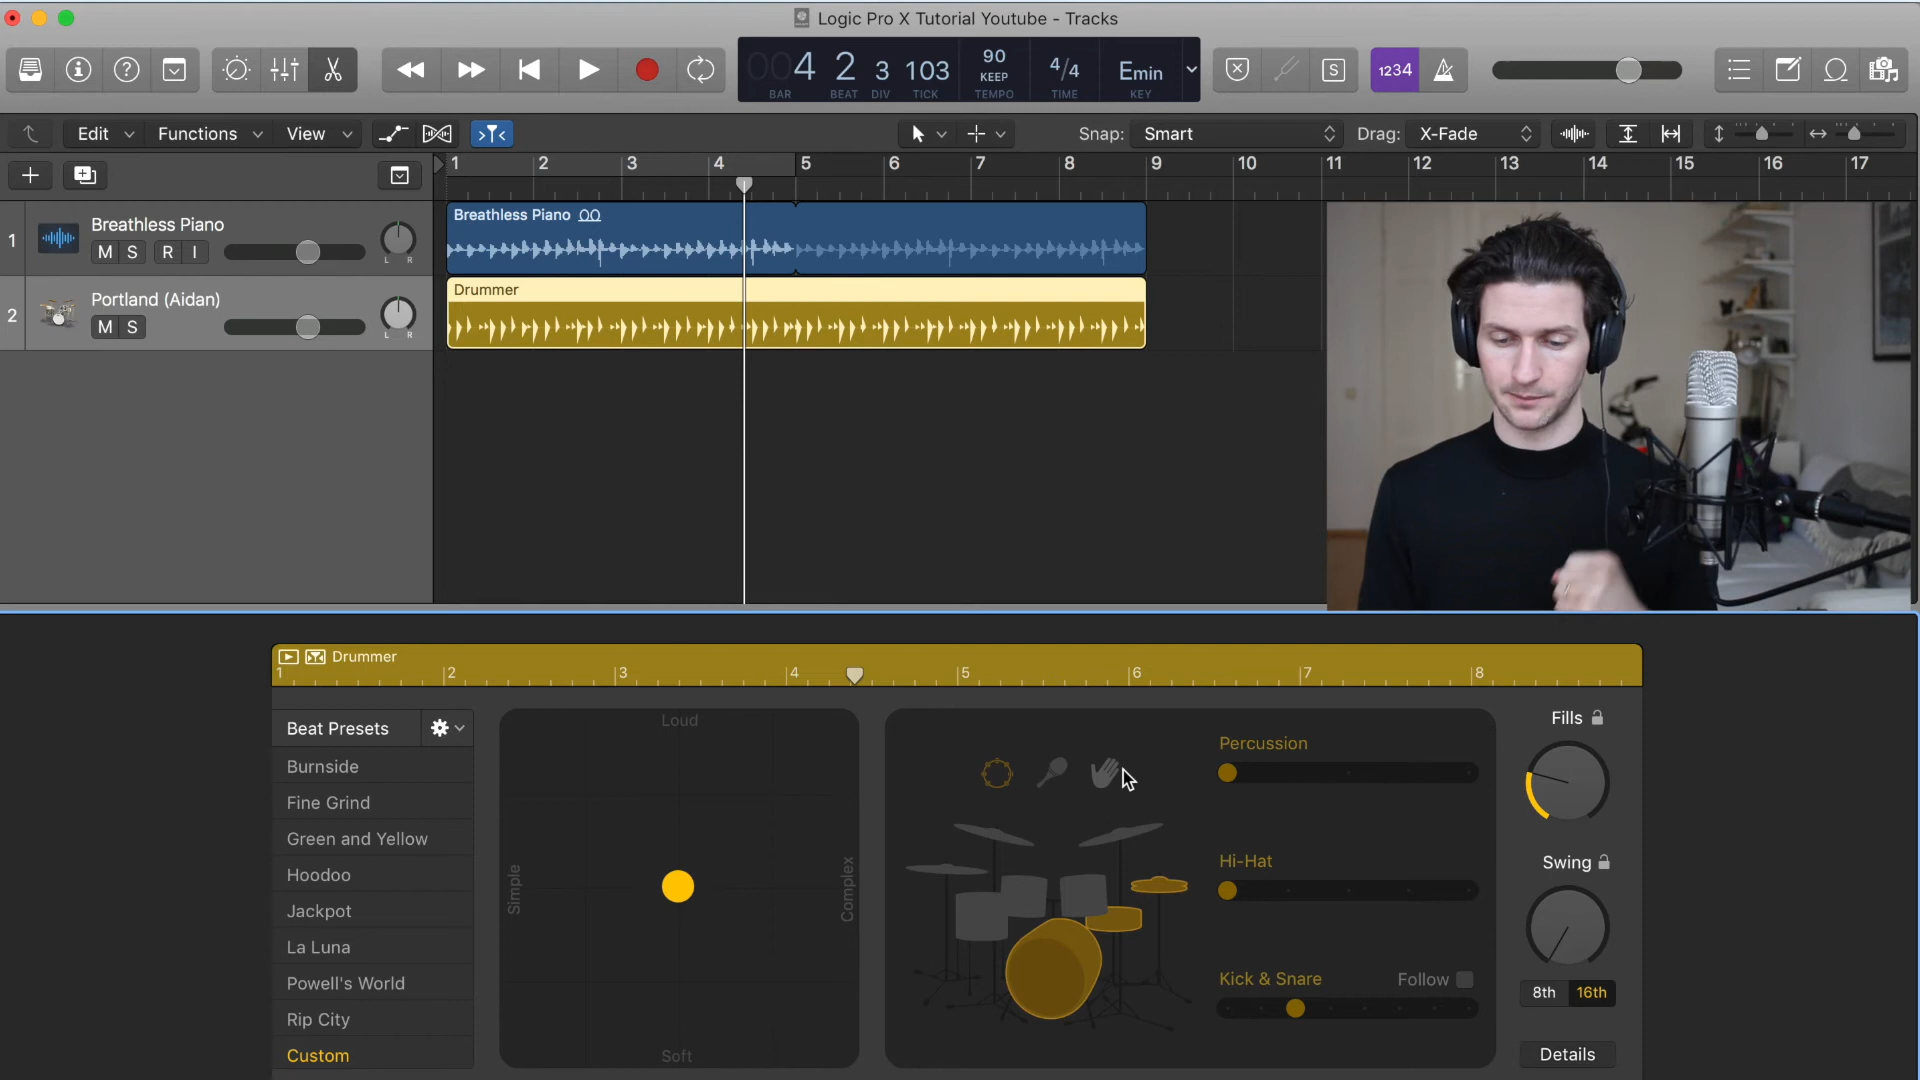 Logic Pro X Tutorial Youtube - Tracks
004 2 3 103
BAR BEAT DIV TICK
90
KEEP
TEMPO
4/4
TIME
Emin
KEY
S
1234
Edit Functions View
Snap: Smart
Drag: X-Fade
1 2 3 4 5 6 7 8 9 10 11 12 13 14 15 16 17
1
Breathless Piano
M S R I
L R
2
Portland (Aidan)
M S
L R
Breathless Piano
Drummer
Drummer
1 2 3 4 5 6 7 8
Beat Presets
Burnside
Fine Grind
Green and Yellow
Hoodoo
Jackpot
La Luna
Powell's World
Rip City
Custom
Loud
Simple
Complex
Soft
Percussion
Hi-Hat
Kick & Snare Follow
Fills
Swing
8th 16th
Details